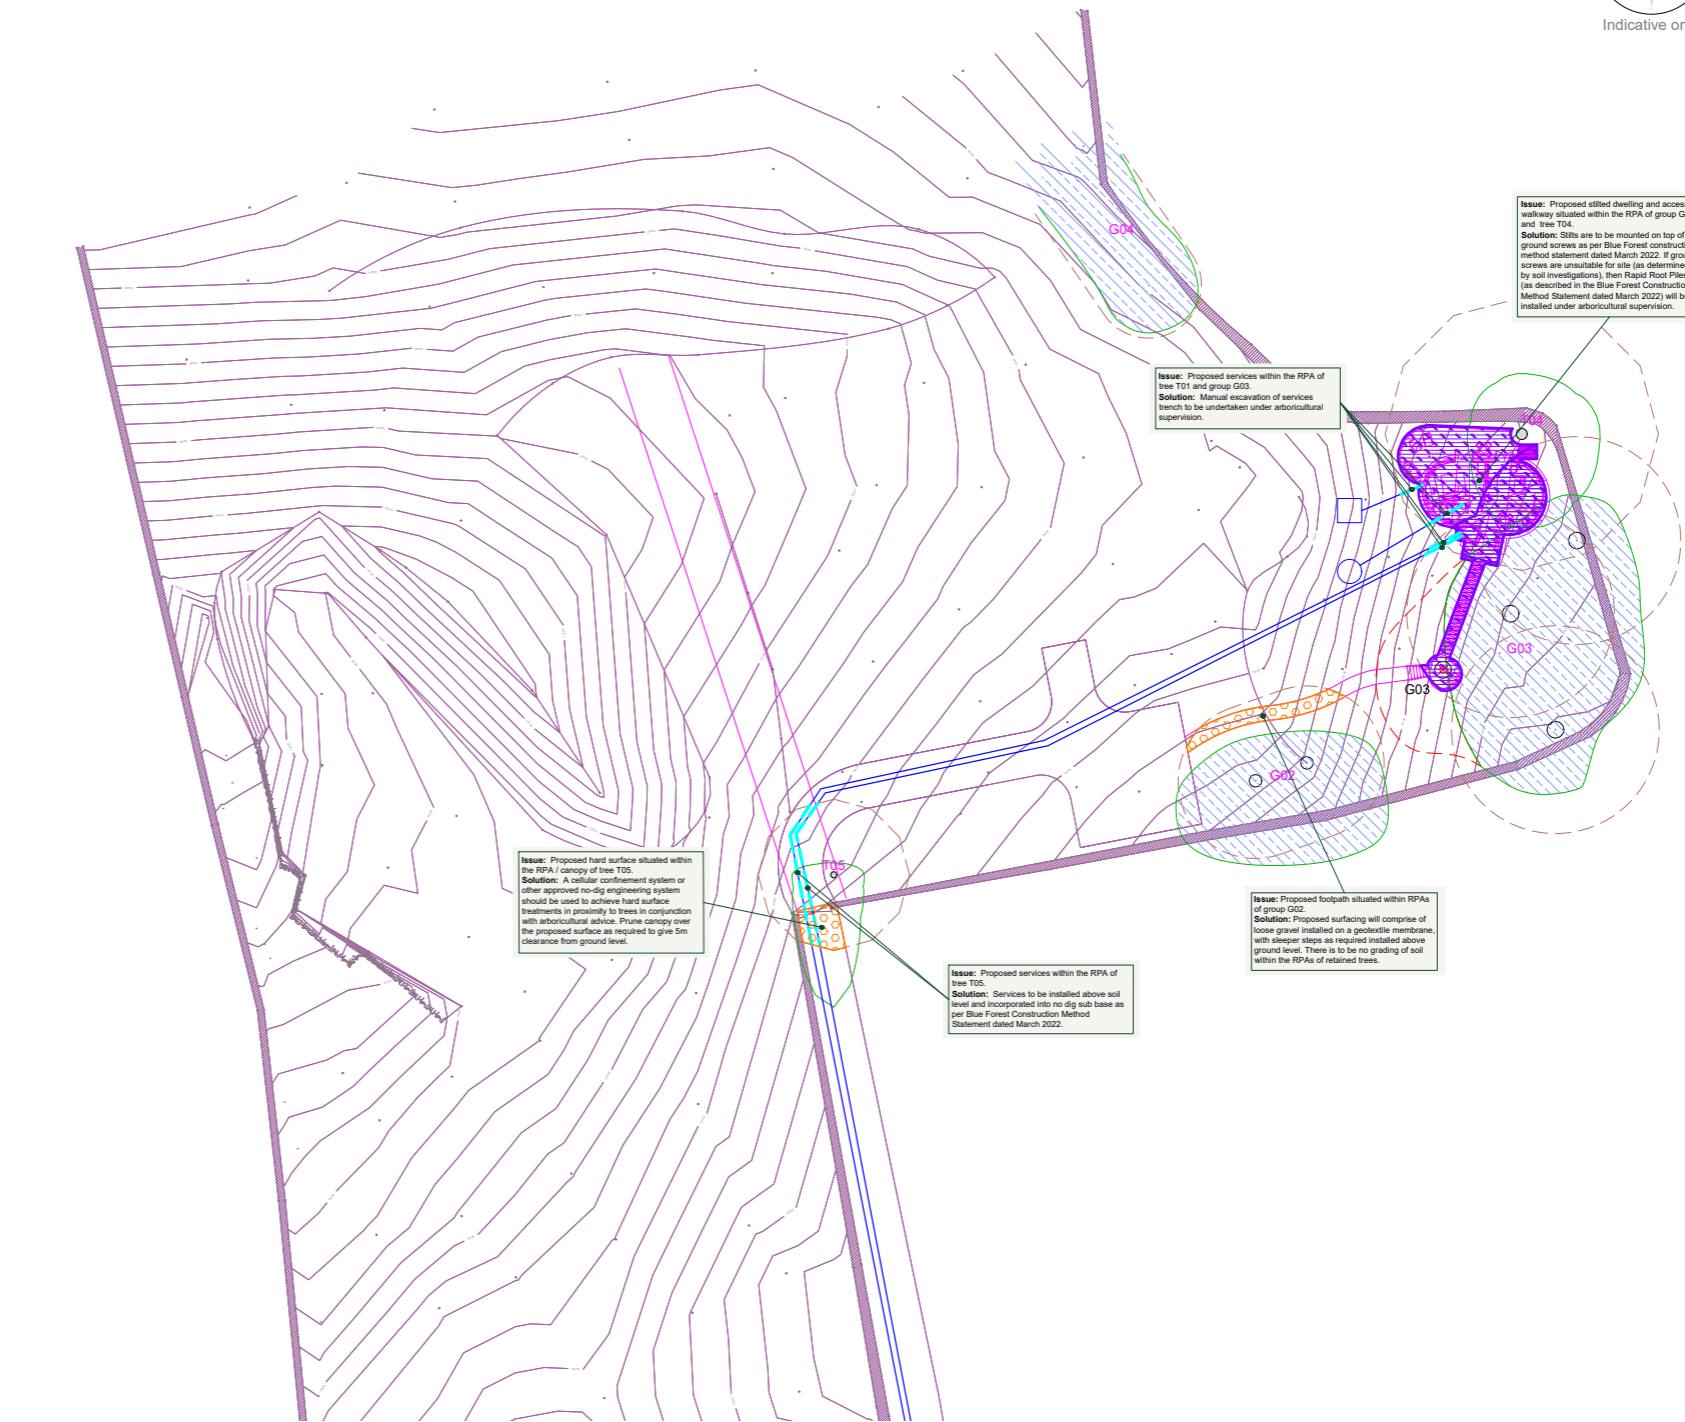 Indicative
Issue: Proposed stilted dwelling and access
walkway situated within the RPA of group
and tree T04.
Solution: Stilts are to be mounted on top of
ground screws as per Blue Forest
method statement dated March 2022. If
screws are unsuitable for site (as
by soil investigations), then Rapid Root
(as described in the Blue Forest
Method Statement dated March 2022) will
installed under arboricultural supervision.
G04
Issue: Proposed services within the RPA of
tree T01 and group G03.
Solution: Manual excavation of services
trench to be undertaken under arboricultural
supervision.
T04
G03
G03
G02
T05
Issue: Proposed hard surface situated within
the RPA / canopy of tree T05.
Solution: A cellular confinement system or
other approved no-dig engineering system
should be used to achieve hard surface
treatments in proximity to trees in conjunction
with arboricultural advice. Prune canopy over
the proposed surface as required to give 5m
clearance from ground level.
Issue: Proposed footpath situated within RPAs
of group G02.
Solution: Proposed surfacing will comprise of
loose gravel installed on a geotextile membrane,
with sleeper steps as required installed above
ground level. There is to be no grading of soil
within the RPAs of retained trees.
Issue: Proposed services within the RPA of
tree T05.
Solution: Services to be installed above soil
level and incorporated into no dig sub base as
per Blue Forest Construction Method
Statement dated March 2022.